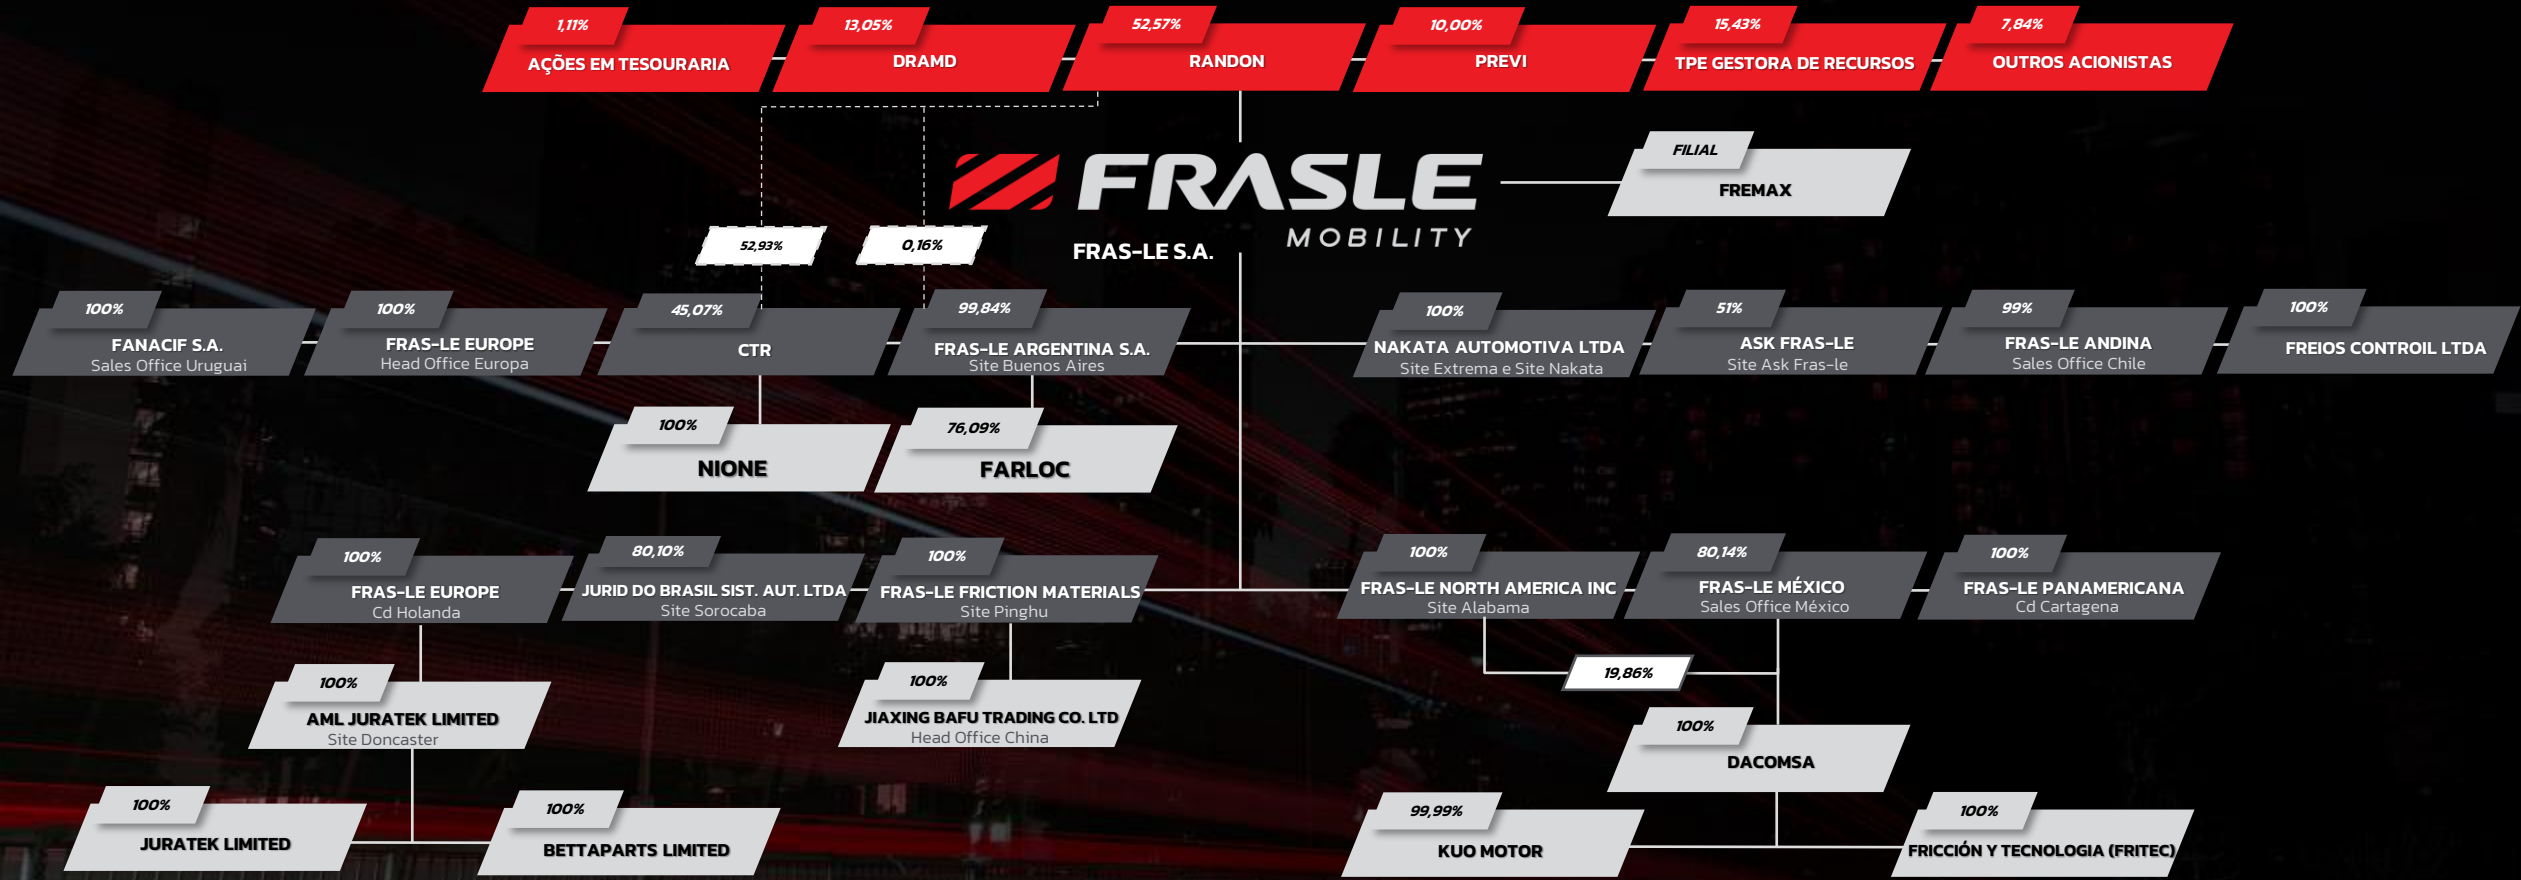 1,11%
AÇÕES EM TESOURARIA
13,05%
DRAMD
52,57%
RANDON
10,00%
PREVI
15,43%
TPE GESTORA DE RECURSOS
7,84%
OUTROS ACIONISTAS
FRASLE
MOBILITY
FRAS-LE S.A.
FILIAL
FREMAX
52,93%
0,16%
100%
FANACIF S.A.
Sales Office Uruguai
100%
FRAS-LE EUROPE
Head Office Europa
45,07%
CTR
99,84%
FRAS-LE ARGENTINA S.A.
Site Buenos Aires
100%
NAKATA AUTOMOTIVA LTDA
Site Extrema e Site Nakata
51%
ASK FRAS-LE
Site Ask Fras-le
99%
FRAS-LE ANDINA
Sales Office Chile
100%
FREIOS CONTROIL LTDA
100%
NIONE
76,09%
FARLOC
100%
FRAS-LE EUROPE
Cd Holanda
80,10%
JURID DO BRASIL SIST. AUT. LTDA
Site Sorocaba
100%
FRAS-LE FRICTION MATERIALS
Site Pinghu
100%
FRAS-LE NORTH AMERICA INC
Site Alabama
80,14%
FRAS-LE MÉXICO
Sales Office México
100%
FRAS-LE PANAMERICANA
Cd Cartagena
19,86%
100%
AML JURATEK LIMITED
Site Doncaster
100%
JIAXING BAFU TRADING CO. LTD
Head Office China
100%
DACOMSA
100%
JURATEK LIMITED
100%
BETTAPARTS LIMITED
99,99%
KUO MOTOR
100%
FRICCIÓN Y TECNOLOGIA (FRITEC)